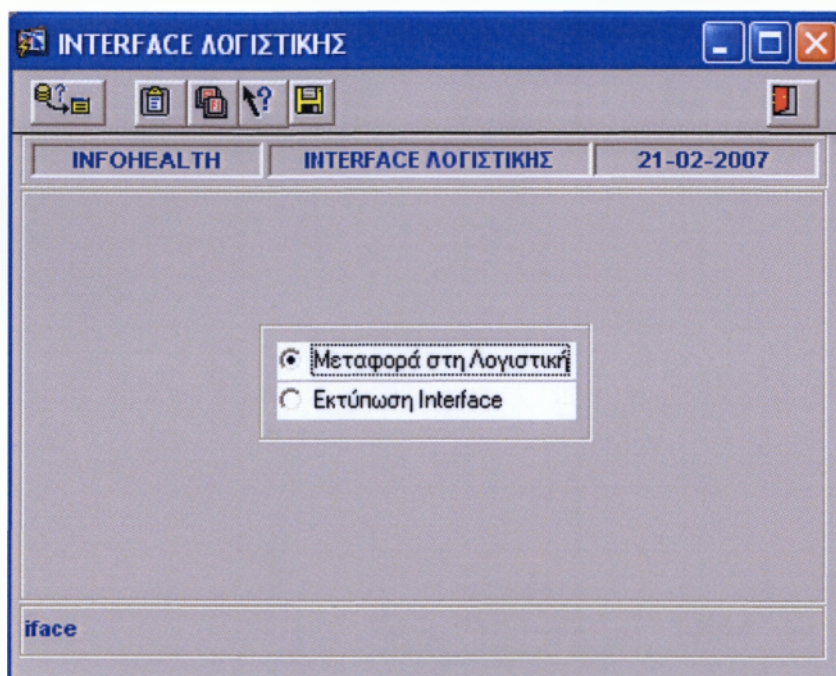 INTERFACE ΛΟΓΙΣΤΙΚΗΣ
INFOHEALTH INTERFACE ΛΟΓΙΣΤΙΚΗΣ 21-02-2007
Μεταφορά στη Λογιστική
Εκτύπωση Interface
iface